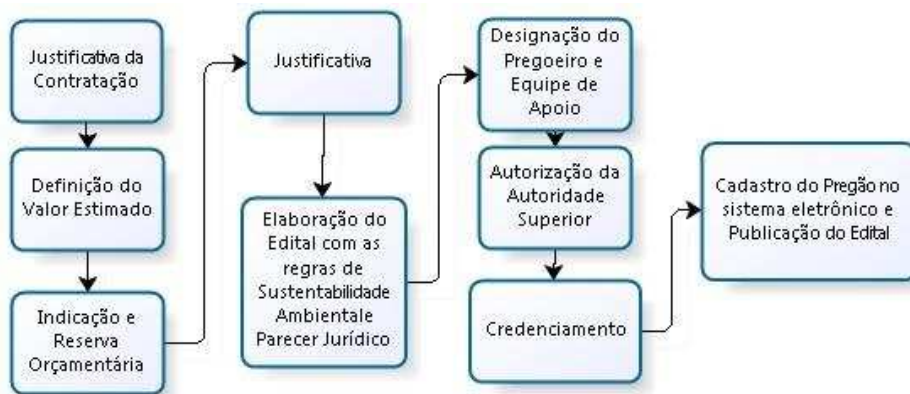 Justificativa da
Contratação
Definição do
Valor Estimado
Indicação e
Reserva
Orçamentária
Justificativa
Elaboração do
Edital com as
regras de
Sustentabilidade
Ambientale
Parecer Jurídico
Designação do
Pregoeiro e
Equipe de
Apoio
Autorização da
Autoridade
Superior
Credenciamento
Cadastro do Pregão no
sistema eletrônico e
Publicação do Edital